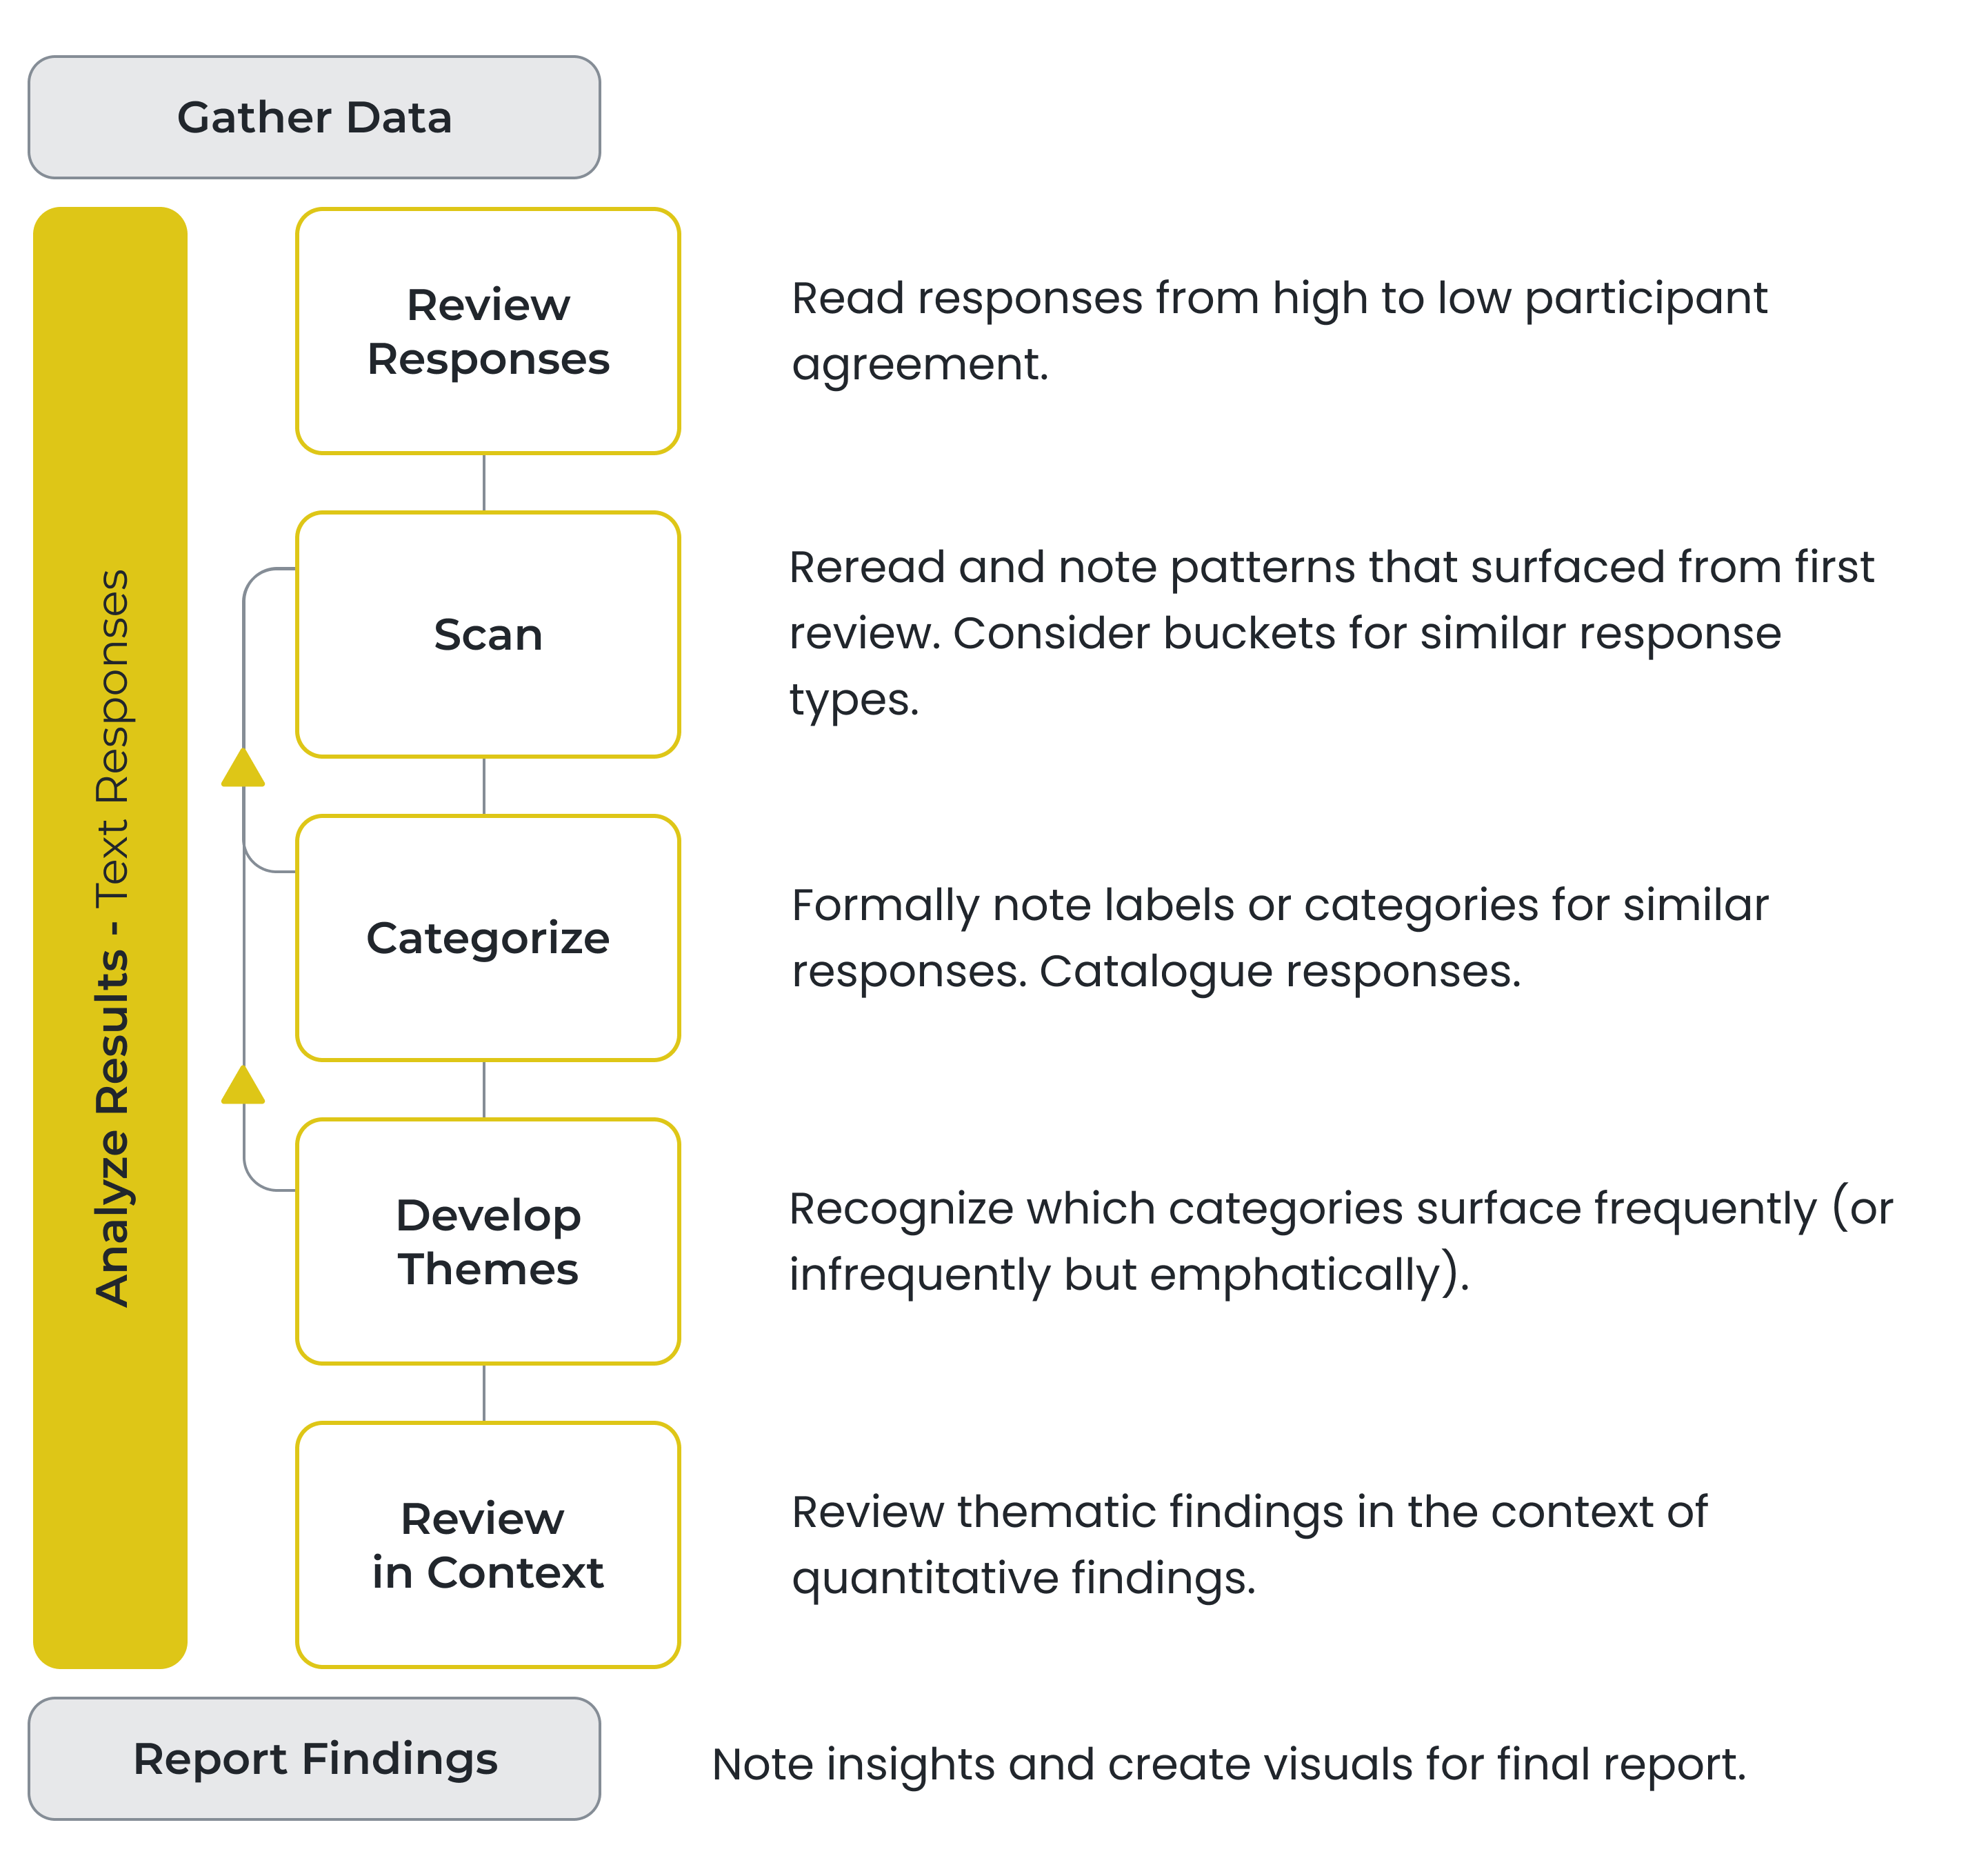 Gather Data
Analyze Results - Text Responses
Review
Responses
Read responses from high to low participant
agreement.
Scan
Reread and note patterns that surfaced from first
review. Consider buckets for similar response
types.
Categorize
Formally note labels or categories for similar
responses. Catalogue responses.
Develop
Themes
Recognize which categories surface frequently (or
infrequently but emphatically).
Review
in Context
Review thematic findings in the context of
quantitative findings.
Report Findings
Note insights and create visuals for final report.